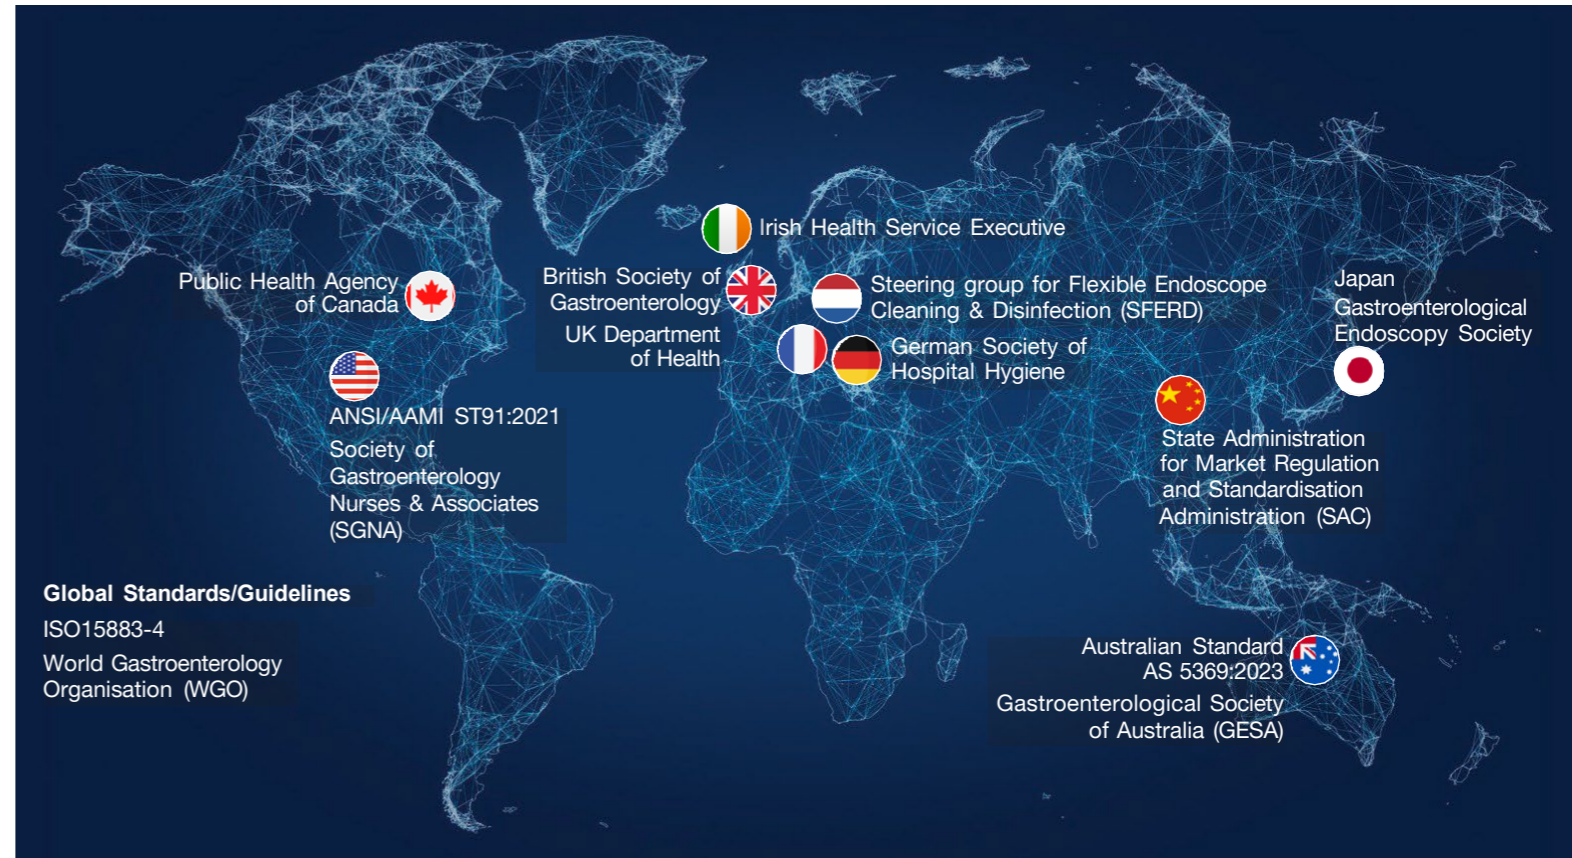 Irish Health Service Executive
Public Health Agency
of Canada
British Society of
Gastroenterology
UK Department
of Health
Steering group for Flexible Endoscope
Cleaning & Disinfection (SFERD)
German Society of
Hospital Hygiene
Japan
Gastroenterological
Endoscopy Society
ANSI/AAMI ST91:2021
Society of
Gastroenterology
Nurses & Associates
(SGNA)
State Administration
for Market Regulation
and Standardisation
Administration (SAC)
Global Standards/Guidelines
ISO15883-4
World Gastroenterology
Organisation (WGO)
Australian Standard
AS 5369:2023
Gastroenterological Society
of Australia (GESA)